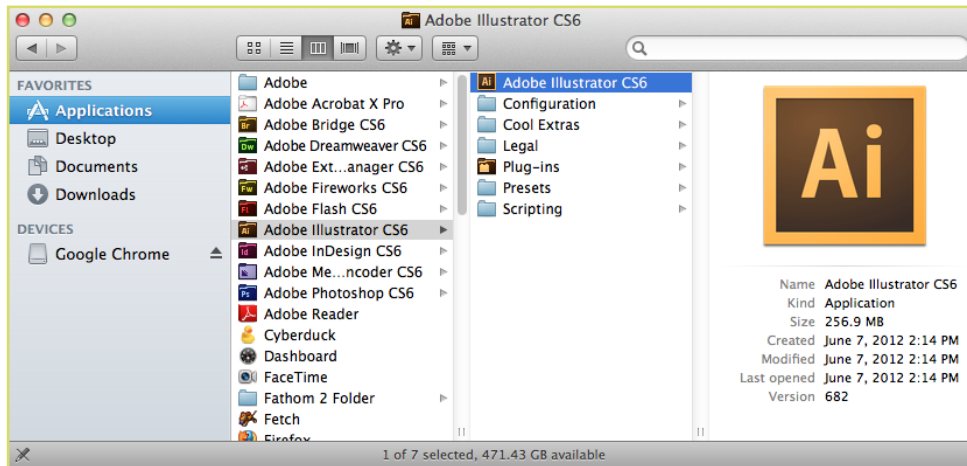 Adobe Illustrator CS6
FAVORITES
Applications
Desktop
Documents
Downloads
DEVICES
Google Chrome
Adobe
Adobe Acrobat X Pro
Adobe Bridge CS6
Adobe Dreamweaver CS6
Adobe Ext...anager CS6
Adobe Fireworks CS6
Adobe Flash CS6
Adobe Illustrator CS6
Adobe InDesign CS6
Adobe Me...ncoder CS6
Adobe Photoshop CS6
Adobe Reader
Cyberduck
Dashboard
FaceTime
Fathom 2 Folder
Fetch
Firefox
Adobe Illustrator CS6
Configuration
Cool Extras
Legal
Plug-ins
Presets
Scripting
Ai
Name Adobe Illustrator CS6
Kind Application
Size 256.9 MB
Created June 7, 2012 2:14 PM
Modified June 7, 2012 2:14 PM
Last opened June 7, 2012 2:14 PM
Version 682
1 of 7 selected, 471.43 GB available